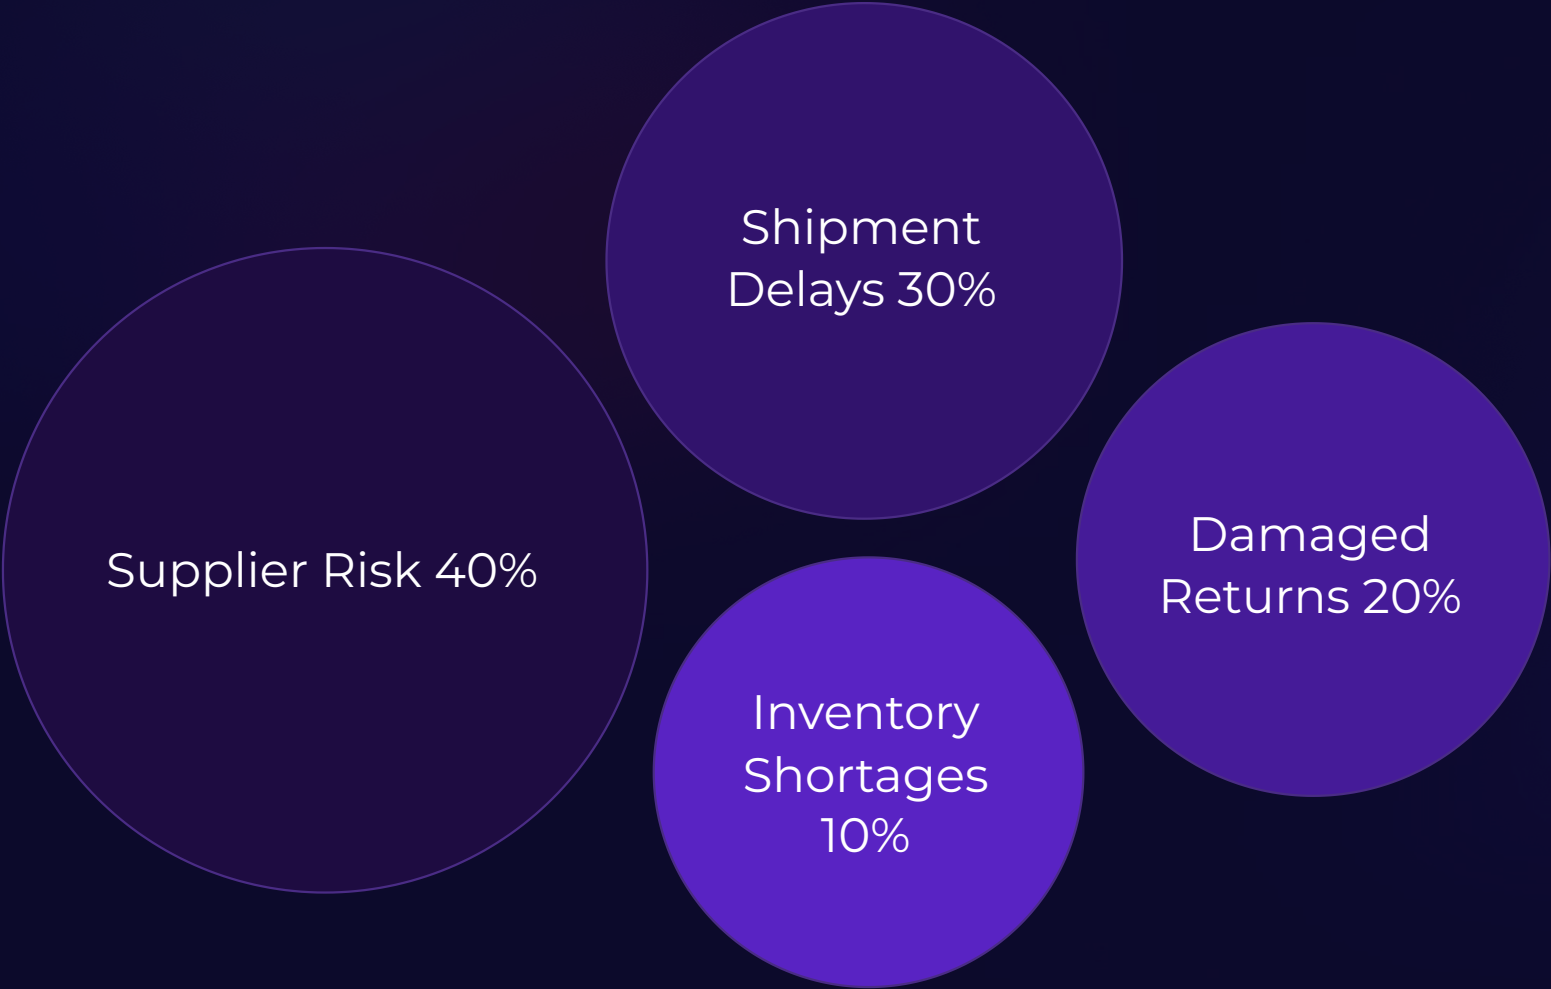 Shipment
Delays 30%
Supplier Risk 40%
Damaged
Returns 20%
Inventory
Shortages
10%